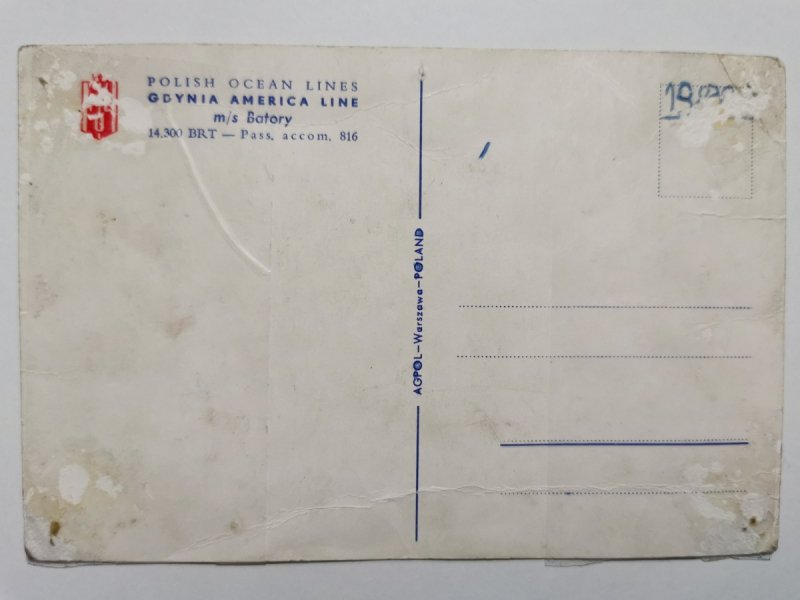 POLISH OCEAN LINES
GDYNIA AMERICA LINE
m/s Batory
14.300 BRT — Pass. accom. 816
AGPOL—Warszawa—POLAND